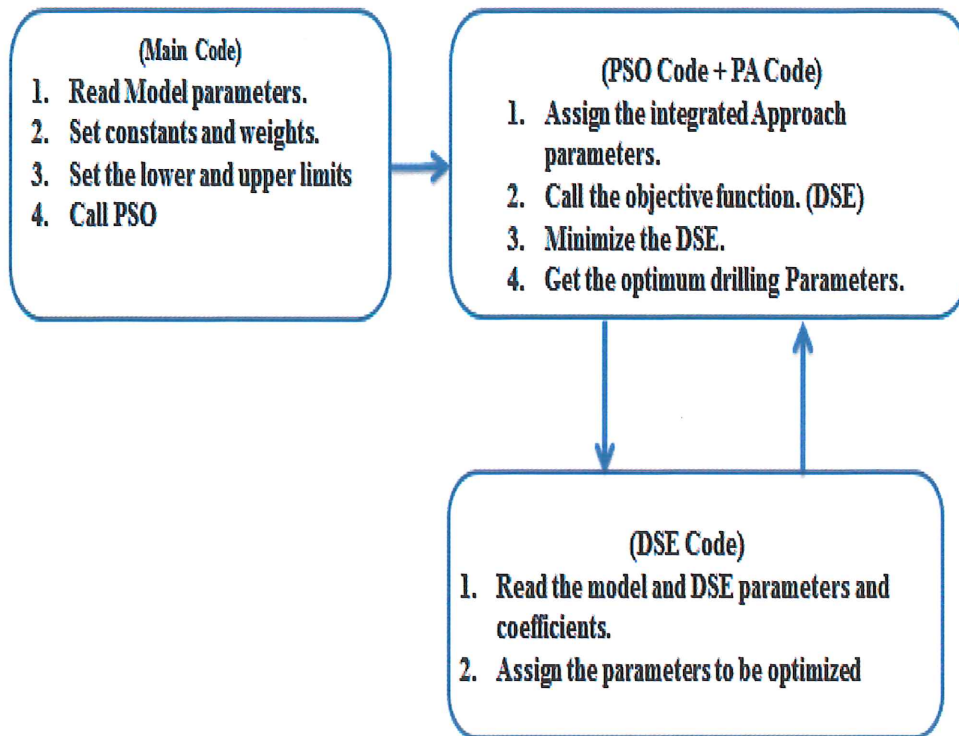 (Main Code)
1. Read Model parameters.
2. Set constants and weights.
3. Set the lower and upper limits
4. Call PSO
(PSO Code + PA Code)
1. Assign the integrated Approach
parameters.
2. Call the objective function. (DSE)
3. Minimize the DSE.
4. Get the optimum drilling Parameters.
(DSE Code)
1. Read the model and DSE parameters and
coefficients.
2. Assign the parameters to be optimized